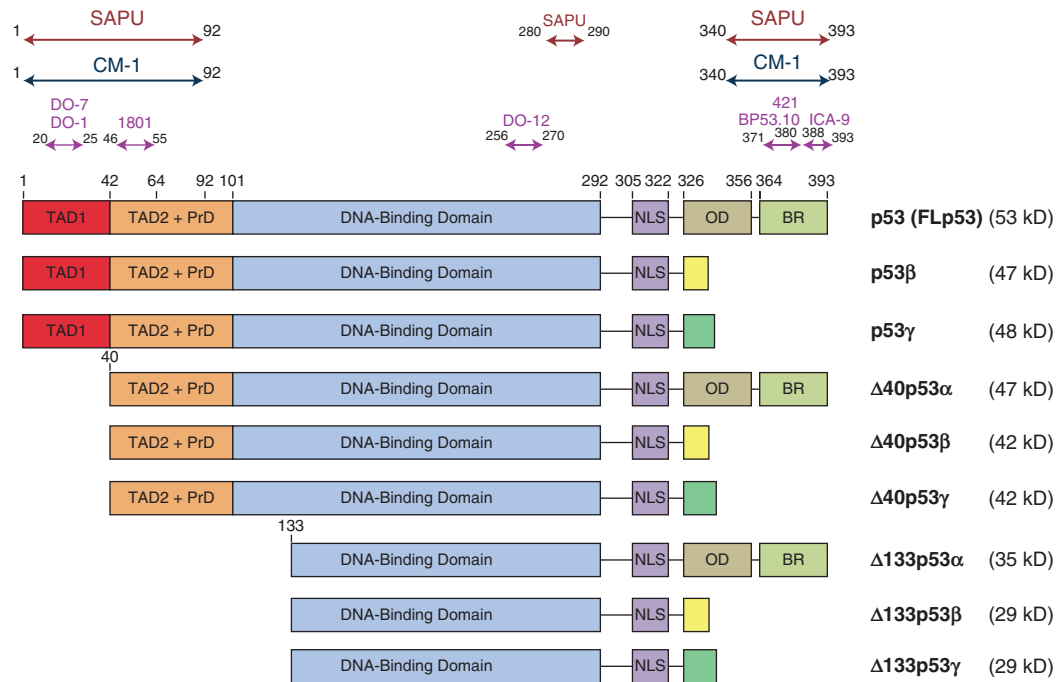 SAPU SAPU SAPU
1 92 280 290 340 393
CM-1 CM-1
1 92 340 393
DO-7 421
DO-1 1801 DO-12 BP53.10 ICA-9
20 25 46 55 256 270 371 380 388 393
1 42 64 92 101 292 305 322 326 356 364 393
TAD1 TAD2 + PrD DNA-Binding Domain NLS OD BR p53 (FLp53) (53 kD)
TAD1 TAD2 + PrD DNA-Binding Domain NLS p53β (47 kD)
TAD1 TAD2 + PrD DNA-Binding Domain NLS p53γ (48 kD)
40
TAD2 + PrD DNA-Binding Domain NLS OD BR Δ40p53α (47 kD)
TAD2 + PrD DNA-Binding Domain NLS Δ40p53β (42 kD)
TAD2 + PrD DNA-Binding Domain NLS Δ40p53γ (42 kD)
133
DNA-Binding Domain NLS OD BR Δ133p53α (35 kD)
DNA-Binding Domain NLS Δ133p53β (29 kD)
DNA-Binding Domain NLS Δ133p53γ (29 kD)